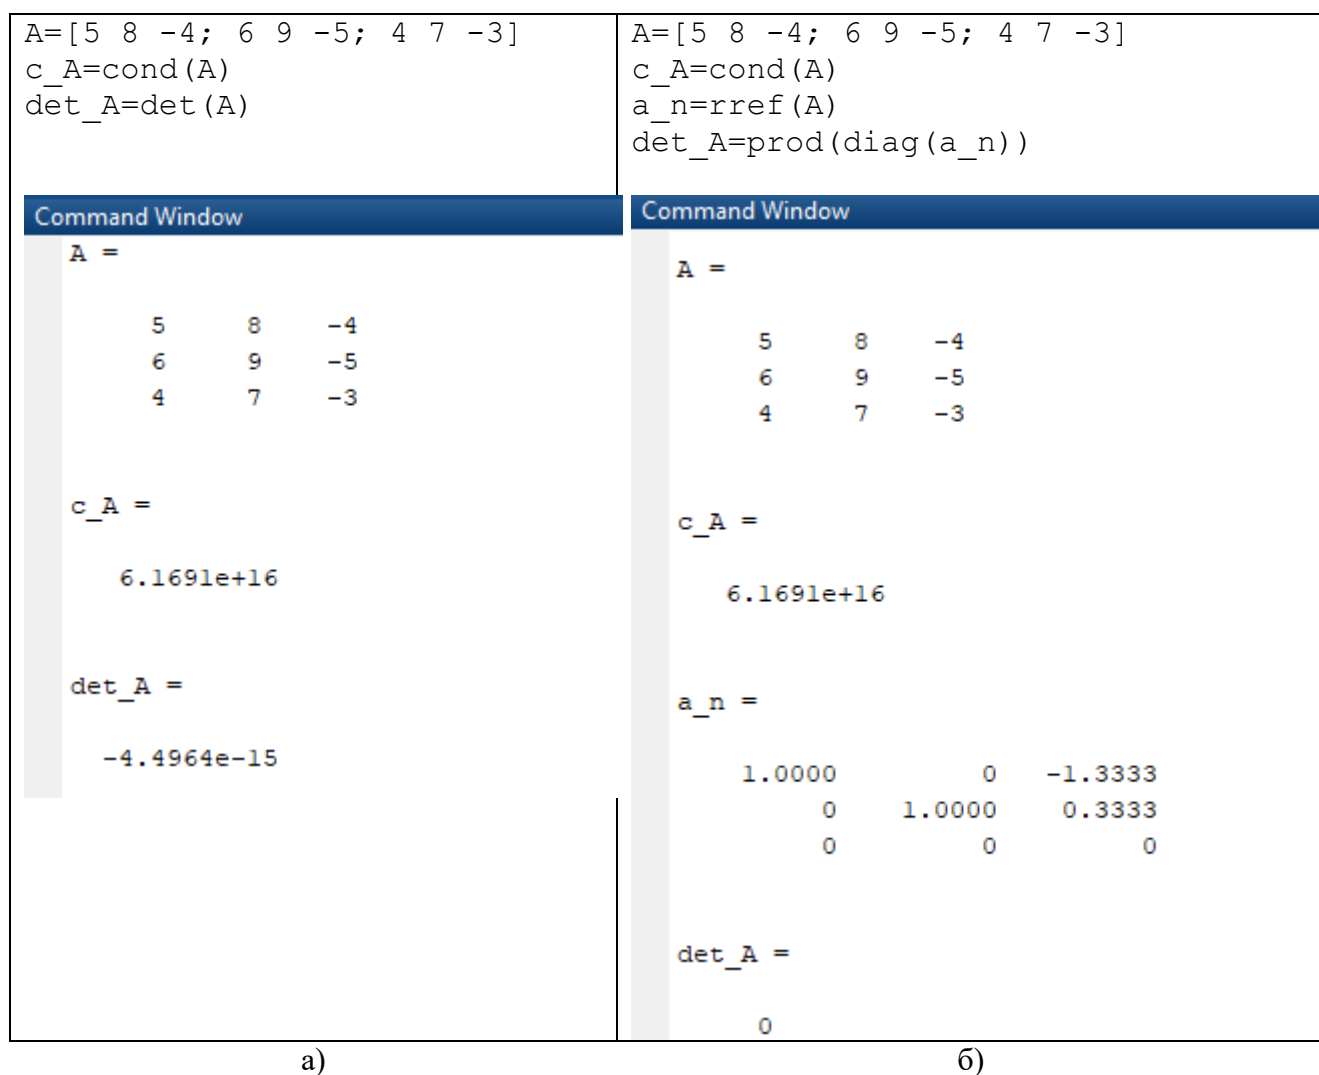 A=[5 8 -4; 6 9 -5; 4 7 -3]
c_A=cond(A)
det_A=det(A)
Command Window
A =
5 8 -4
6 9 -5
4 7 -3
c_A =
6.1691e+16
det_A =
-4.4964e-15
а)
A=[5 8 -4; 6 9 -5; 4 7 -3]
c_A=cond(A)
a_n=rref(A)
det_A=prod(diag(a_n))
Command Window
A =
5 8 -4
6 9 -5
4 7 -3
c_A =
6.1691e+16
a_n =
1.0000 0 -1.3333
0 1.0000 0.3333
0 0 0
det_A =
0
б)